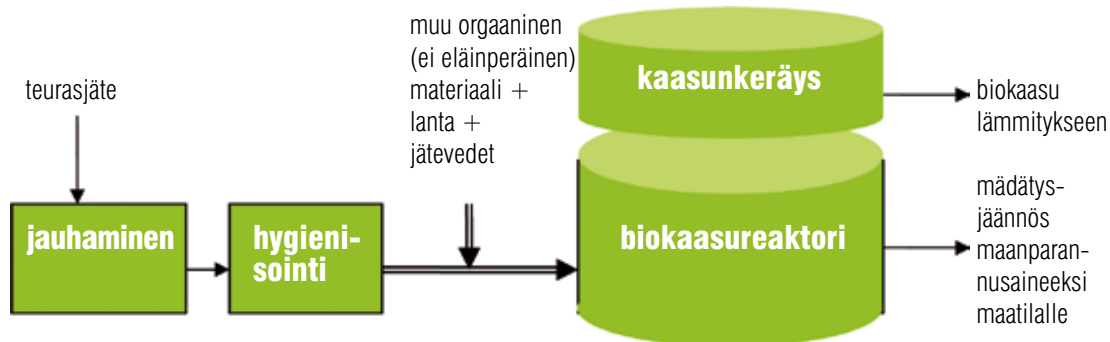 teurasjäte
jauhaminen
hygieni-
sointi
muu orgaaninen
(ei eläinperäinen)
materiaali +
lanta +
jätevedet
kaasunkeräys
biokaasureaktori
biokaasu
lämmitykseen
mädätys-
jäännös
maanparan-
nusaineeksi
maatilalle